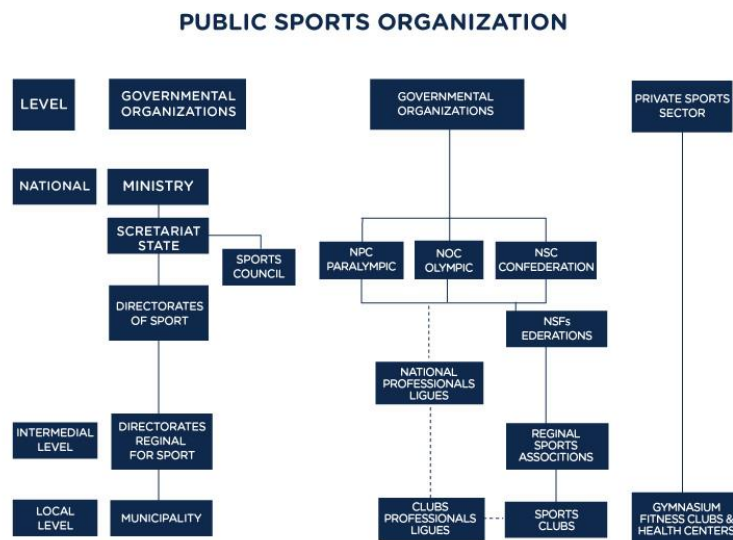 PUBLIC SPORTS ORGANIZATION
LEVEL
GOVERNMENTAL
ORGANIZATIONS
GOVERNMENTAL
ORGANIZATIONS
PRIVATE SPORTS
SECTOR
NATIONAL
MINISTRY
SCRETARIAT
STATE
SPORTS
COUNCIL
NPC
PARALYMPIC
NOC
OLYMPIC
NSC
CONFEDERATION
DIRECTORATES
OF SPORT
NSFs
EDERATIONS
NATIONAL
PROFESSIONALS
LIGUES
INTERMEDIAL
LEVEL
DIRECTORATES
REGINAL
FOR SPORT
REGINAL
SPORTS
ASSOCITIONS
LOCAL
LEVEL
MUNICIPALITY
CLUBS
PROFESSIONALS
LIGUES
SPORTS
CLUBS
GYMNASIUM
FITNESS CLUBS &
HEALTH CENTERS